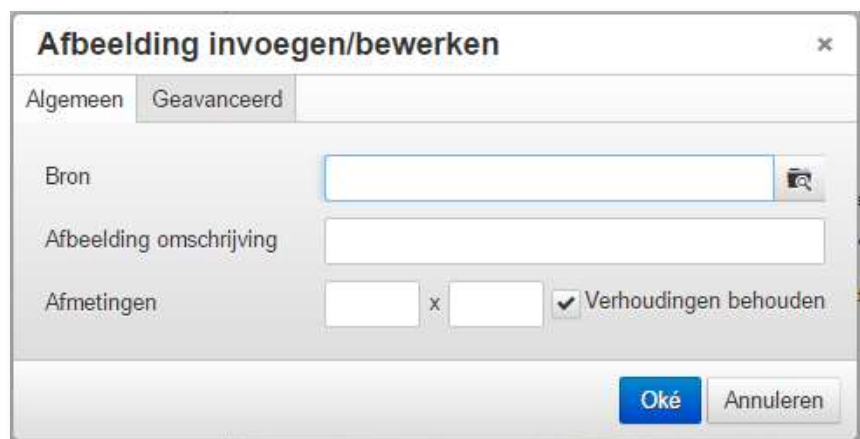 Afbeelding invoegen/bewerken ×
Algemeen Geavanceerd
Bron
Afbeelding omschrijving
Afmetingen x Verhoudingen behouden
Oké Annuleren